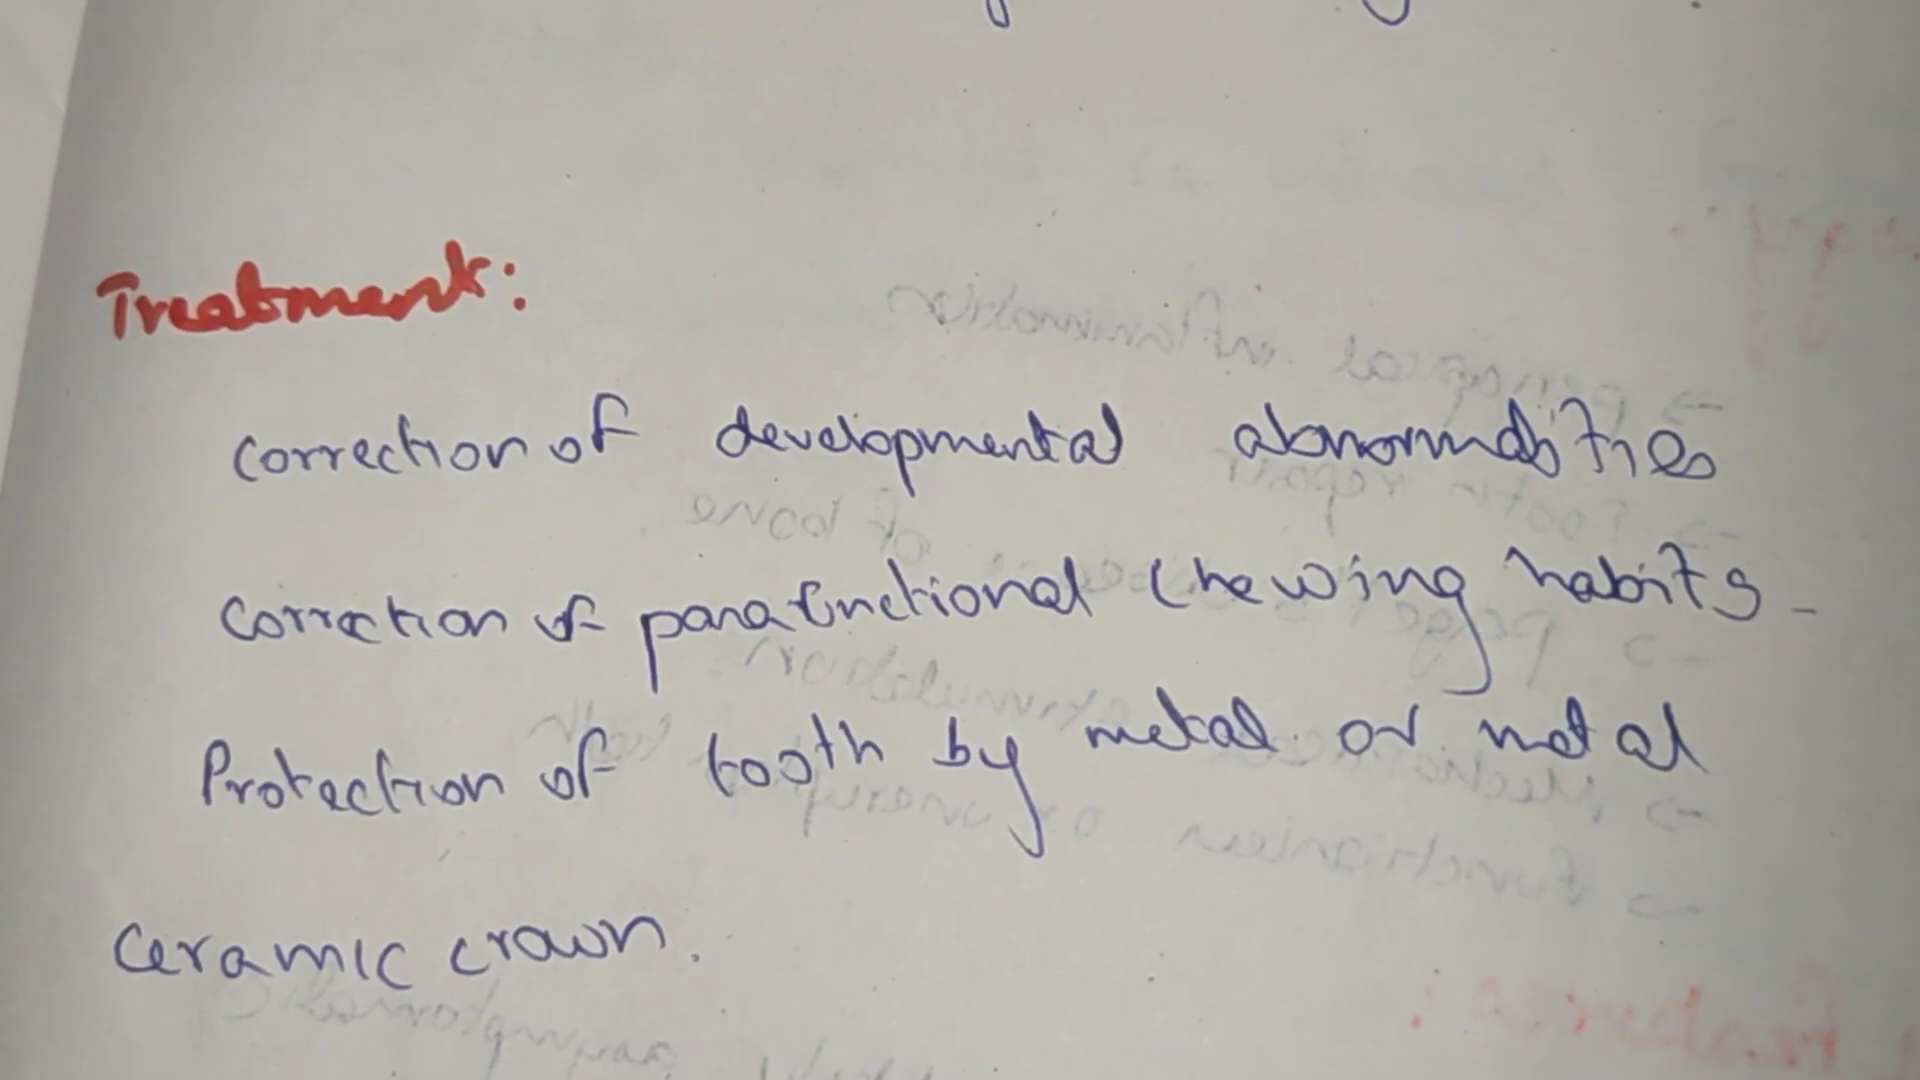 Treatment:
correction of developmental abnormalities
correction of parafunctional chewing habits -
Protection of tooth by metal or metal
ceramic crown.